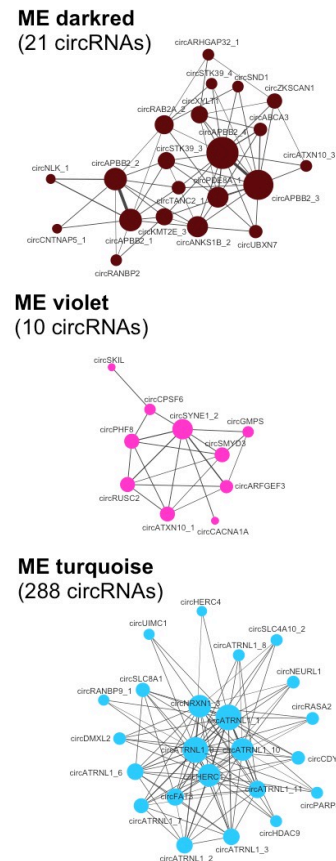 ME darkred
(21 circRNAs)
circARHGAP32_1
circSTK39_4
circSND1
circZKSCAN1
circXYLT1
circRAB2A_2
circABCA3
circAPBB2_4
circATXN10_3
circSTK39_3
circAPBB2_2
circNLK_1
circPDE8A_1
circAPBB2_3
circTANC2_1
circCNTNAP5_1
circAPBB2_1
circKMT2E_3
circANKS1B_2
circUBXN7
circRANBP2
ME violet
(10 circRNAs)
circSKIL
circCPSF6
circSYNE1_2
circGMPS
circPHF8
circSMYD3
circRUSC2
circARFGEF3
circATXN10_1
circCACNA1A
ME turquoise
(288 circRNAs)
circHERC4
circUIMC1
circSLC4A10_2
circATRNL1_8
circSLC8A1
circNEURL1
circRANBP9_1
circNRXN1_3
circATRNL1_1
circRASA2
circDMXL2
circATRNL1_10
circCDY
circATRNL1_6
circHERC1
circATRNL1_11
circPARP
circFAT3
circATRNL1_7
circHDAC9
circATRNL1_3
circATRNL1_2